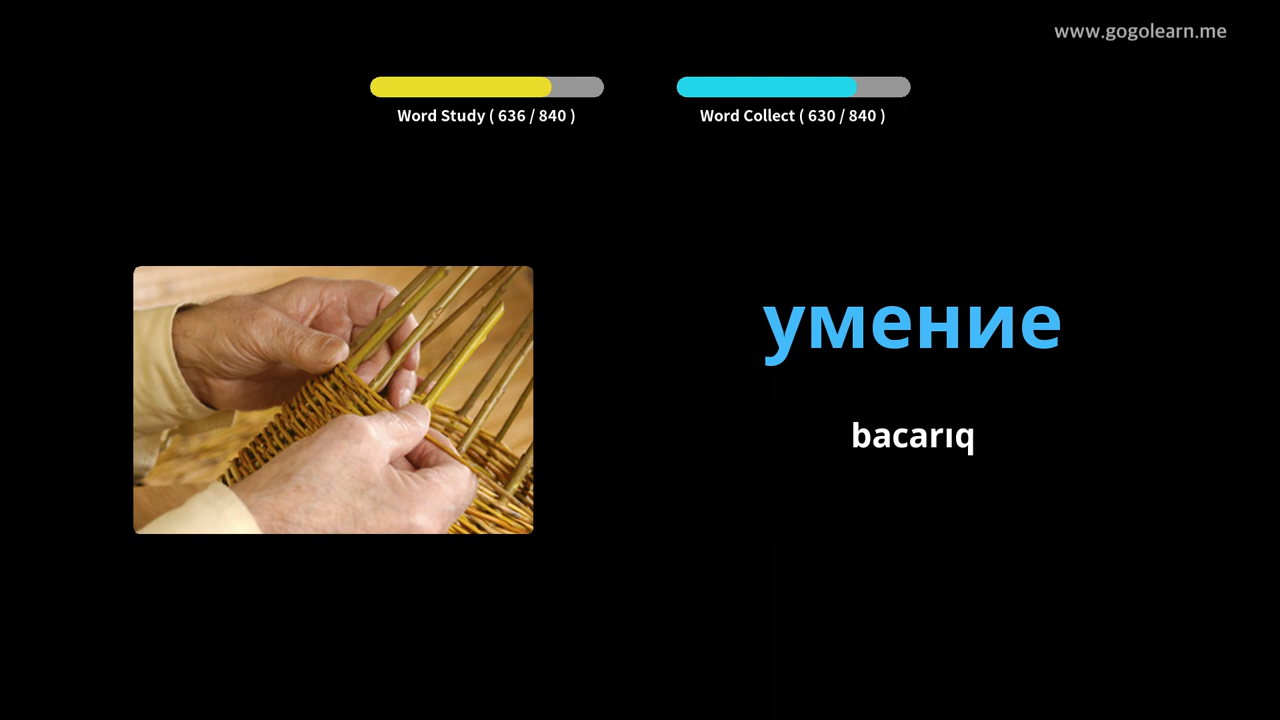 www.gogolearn.me
Word Study ( 636 / 840 )
Word Collect ( 630 / 840 )
умение
bacarıq